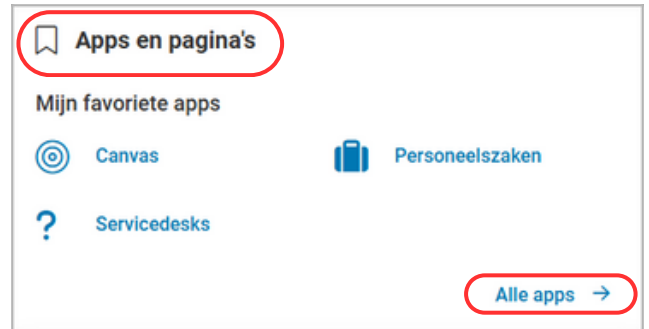 Apps en pagina's
Mijn favoriete apps
Canvas Personeelszaken
Servicedesks
Alle apps →